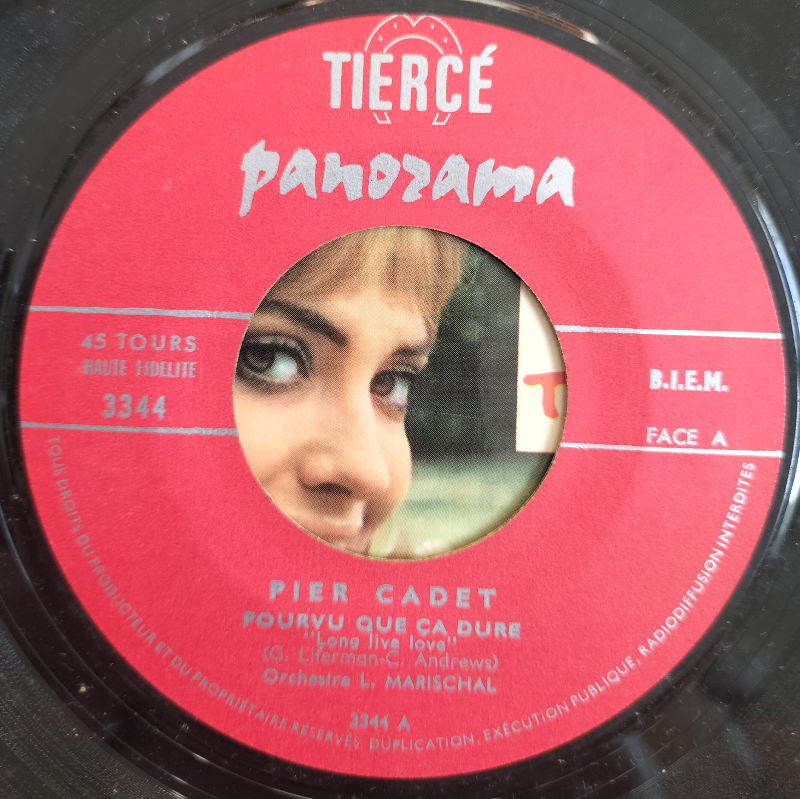 TIERCÉ
panorama
45 TOURS
HAUTE FIDELITE
3344
B.I.E.M.
FACE A
PIER CADET
POURVU QUE ÇA DURE
"Long live love"
(G. Liferman-C. Andrews)
Orchestre L. MARISCHAL
3344 A
TOUS DROITS DU PRODUCTEUR ET DU PROPRIÉTAIRE RÉSERVÉS DUPLICATION, EXÉCUTION PUBLIQUE, RADIODIFFUSION INTERDITES